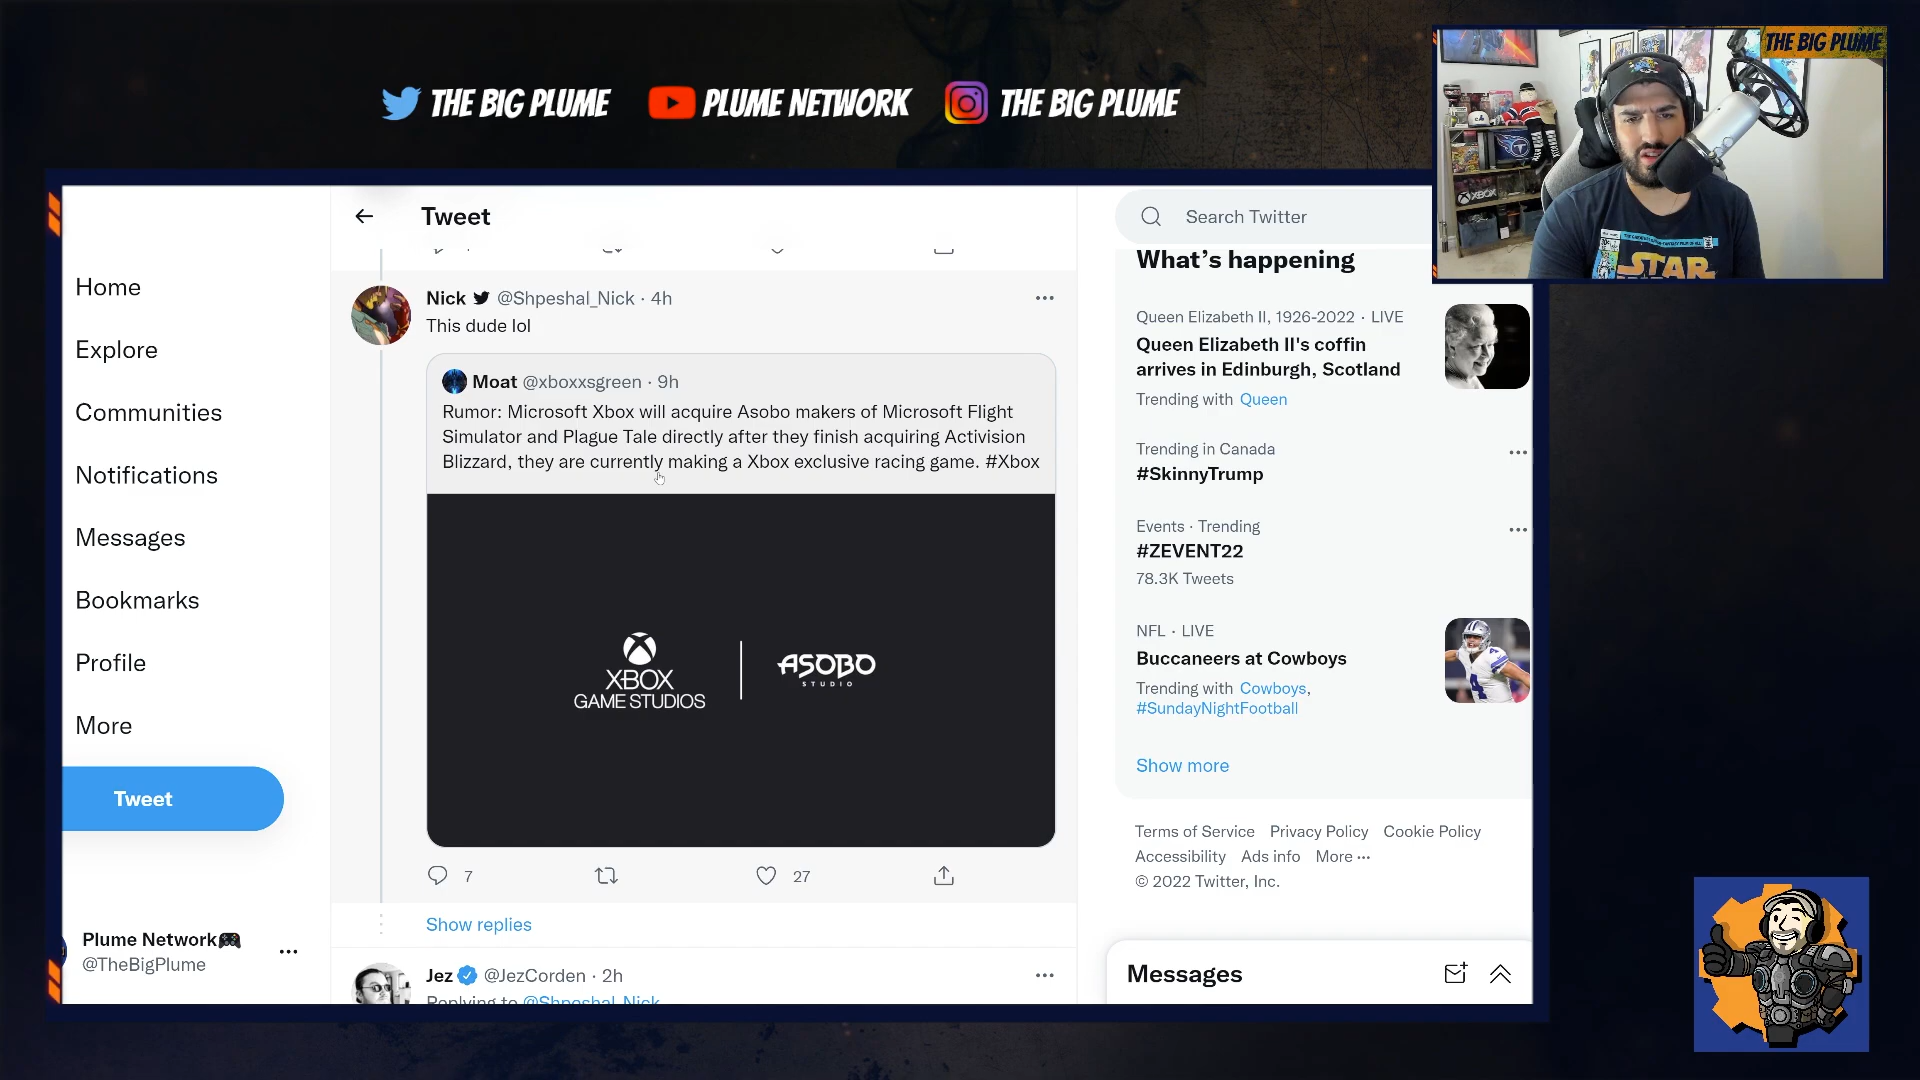 THE BIG PLUME
PLUME NETWORK
THE BIG PLUME
THE BIG PLUME
XBOX
STAR
Tweet
Search Twitter
Home
Explore
Communities
Notifications
Messages
Bookmarks
Profile
More
Tweet
Plume Network
@TheBigPlume
Nick @Shpeshal_Nick · 4h
This dude lol
Moat @xboxxsgreen · 9h
Rumor: Microsoft Xbox will acquire Asobo makers of Microsoft Flight
Simulator and Plague Tale directly after they finish acquiring Activision
Blizzard, they are currently making a Xbox exclusive racing game. #Xbox
XBOX
GAME STUDIOS
ASOBO
STUDIO
7
27
Show replies
Jez @JezCorden · 2h
Replying to @Shpeshal_Nick
What's happening
Queen Elizabeth II, 1926-2022 · LIVE
Queen Elizabeth II's coffin
arrives in Edinburgh, Scotland
Trending with Queen
Trending in Canada
#SkinnyTrump
Events · Trending
#ZEVENT22
78.3K Tweets
NFL · LIVE
Buccaneers at Cowboys
Trending with Cowboys,
#SundayNightFootball
Show more
Terms of Service Privacy Policy Cookie Policy
Accessibility Ads info More ···
© 2022 Twitter, Inc.
Messages